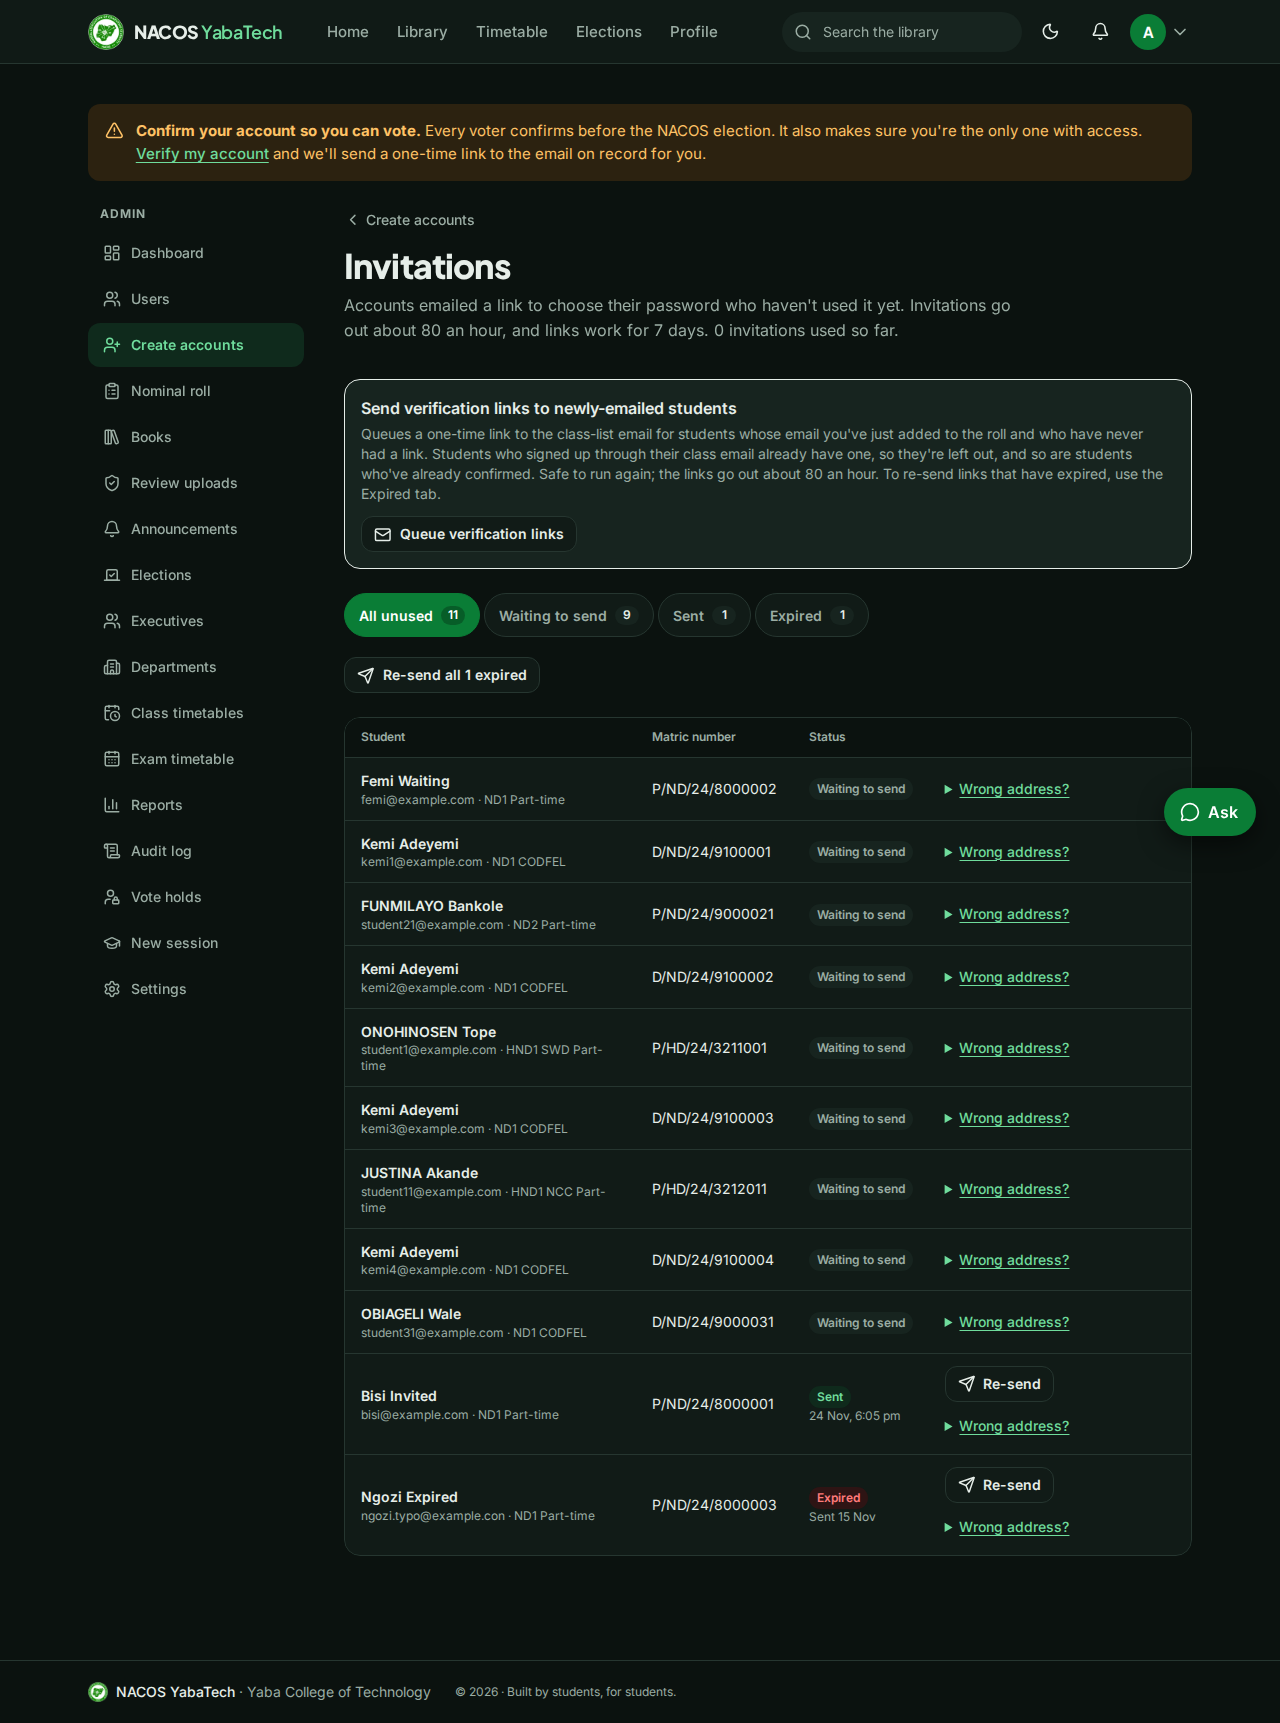 NACOS YabaTech
Home
Library
Timetable
Elections
Profile
Search the library
A
Confirm your account so you can vote. Every voter confirms before the NACOS election. It also makes sure you're the only one with access.
Verify my account and we'll send a one-time link to the email on record for you.
ADMIN
Dashboard
Users
Create accounts
Nominal roll
Books
Review uploads
Announcements
Elections
Executives
Departments
Class timetables
Exam timetable
Reports
Audit log
Vote holds
New session
Settings
Create accounts
Invitations
Accounts emailed a link to choose their password who haven't used it yet. Invitations go
out about 80 an hour, and links work for 7 days. 0 invitations used so far.
Send verification links to newly-emailed students
Queues a one-time link to the class-list email for students whose email you've just added to the roll and who have never
had a link. Students who signed up through their class email already have one, so they're left out, and so are students
who've already confirmed. Safe to run again; the links go out about 80 an hour. To re-send links that have expired, use the
Expired tab.
Queue verification links
All unused 11
Waiting to send 9
Sent 1
Expired 1
Re-send all 1 expired
Student
Matric number
Status
Femi Waiting
femi@example.com · ND1 Part-time
P/ND/24/8000002
Waiting to send
Wrong address?
Kemi Adeyemi
kemi1@example.com · ND1 CODFEL
D/ND/24/9100001
Waiting to send
Wrong address?
FUNMILAYO Bankole
student21@example.com · ND2 Part-time
P/ND/24/9000021
Waiting to send
Wrong address?
Kemi Adeyemi
kemi2@example.com · ND1 CODFEL
D/ND/24/9100002
Waiting to send
Wrong address?
ONOHINOSEN Tope
student1@example.com · HND1 SWD Part-
time
P/HD/24/3211001
Waiting to send
Wrong address?
Kemi Adeyemi
kemi3@example.com · ND1 CODFEL
D/ND/24/9100003
Waiting to send
Wrong address?
JUSTINA Akande
student11@example.com · HND1 NCC Part-
time
P/HD/24/3212011
Waiting to send
Wrong address?
Kemi Adeyemi
kemi4@example.com · ND1 CODFEL
D/ND/24/9100004
Waiting to send
Wrong address?
OBIAGELI Wale
student31@example.com · ND1 CODFEL
D/ND/24/9000031
Waiting to send
Wrong address?
Bisi Invited
bisi@example.com · ND1 Part-time
P/ND/24/8000001
Sent
24 Nov, 6:05 pm
Re-send
Wrong address?
Ngozi Expired
ngozi.typo@example.con · ND1 Part-time
P/ND/24/8000003
Expired
Sent 15 Nov
Re-send
Wrong address?
Ask
NACOS YabaTech · Yaba College of Technology
© 2026 · Built by students, for students.